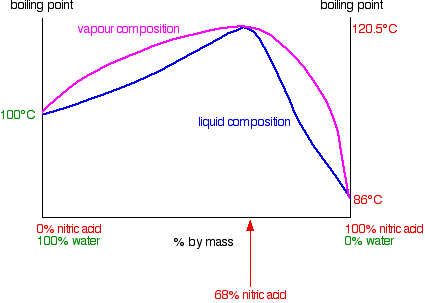 boiling point
boiling point
vapour composition
120.5°C
100°C
liquid composition
86°C
0% nitric acid
100% water
% by mass
100% nitric acid
0% water
68% nitric acid